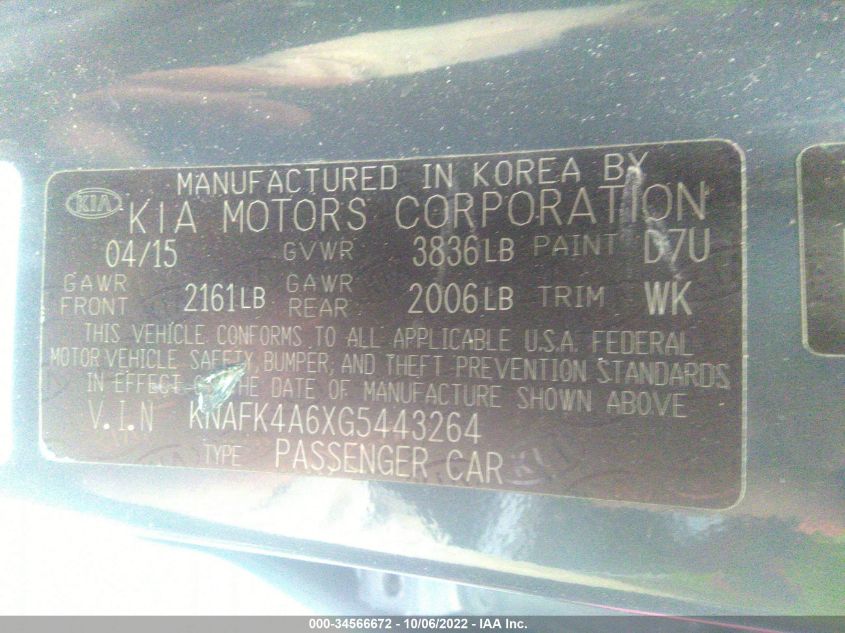 MANUFACTURED IN KOREA BY
KIA KIA MOTORS CORPORATION
04/15 GVWR 3836LB PAINT D7U
GAWR FRONT 2161LB GAWR REAR 2006LB TRIM WK
THIS VEHICLE CONFORMS TO ALL APPLICABLE U.S.A. FEDERAL
MOTOR VEHICLE SAFETY, BUMPER, AND THEFT PREVENTION STANDARDS
IN EFFECT ON THE DATE OF MANUFACTURE SHOWN ABOVE
V.I.N KNAFK4A6XG5443264
TYPE PASSENGER CAR
000-34566672 - 10/06/2022 - IAA Inc.